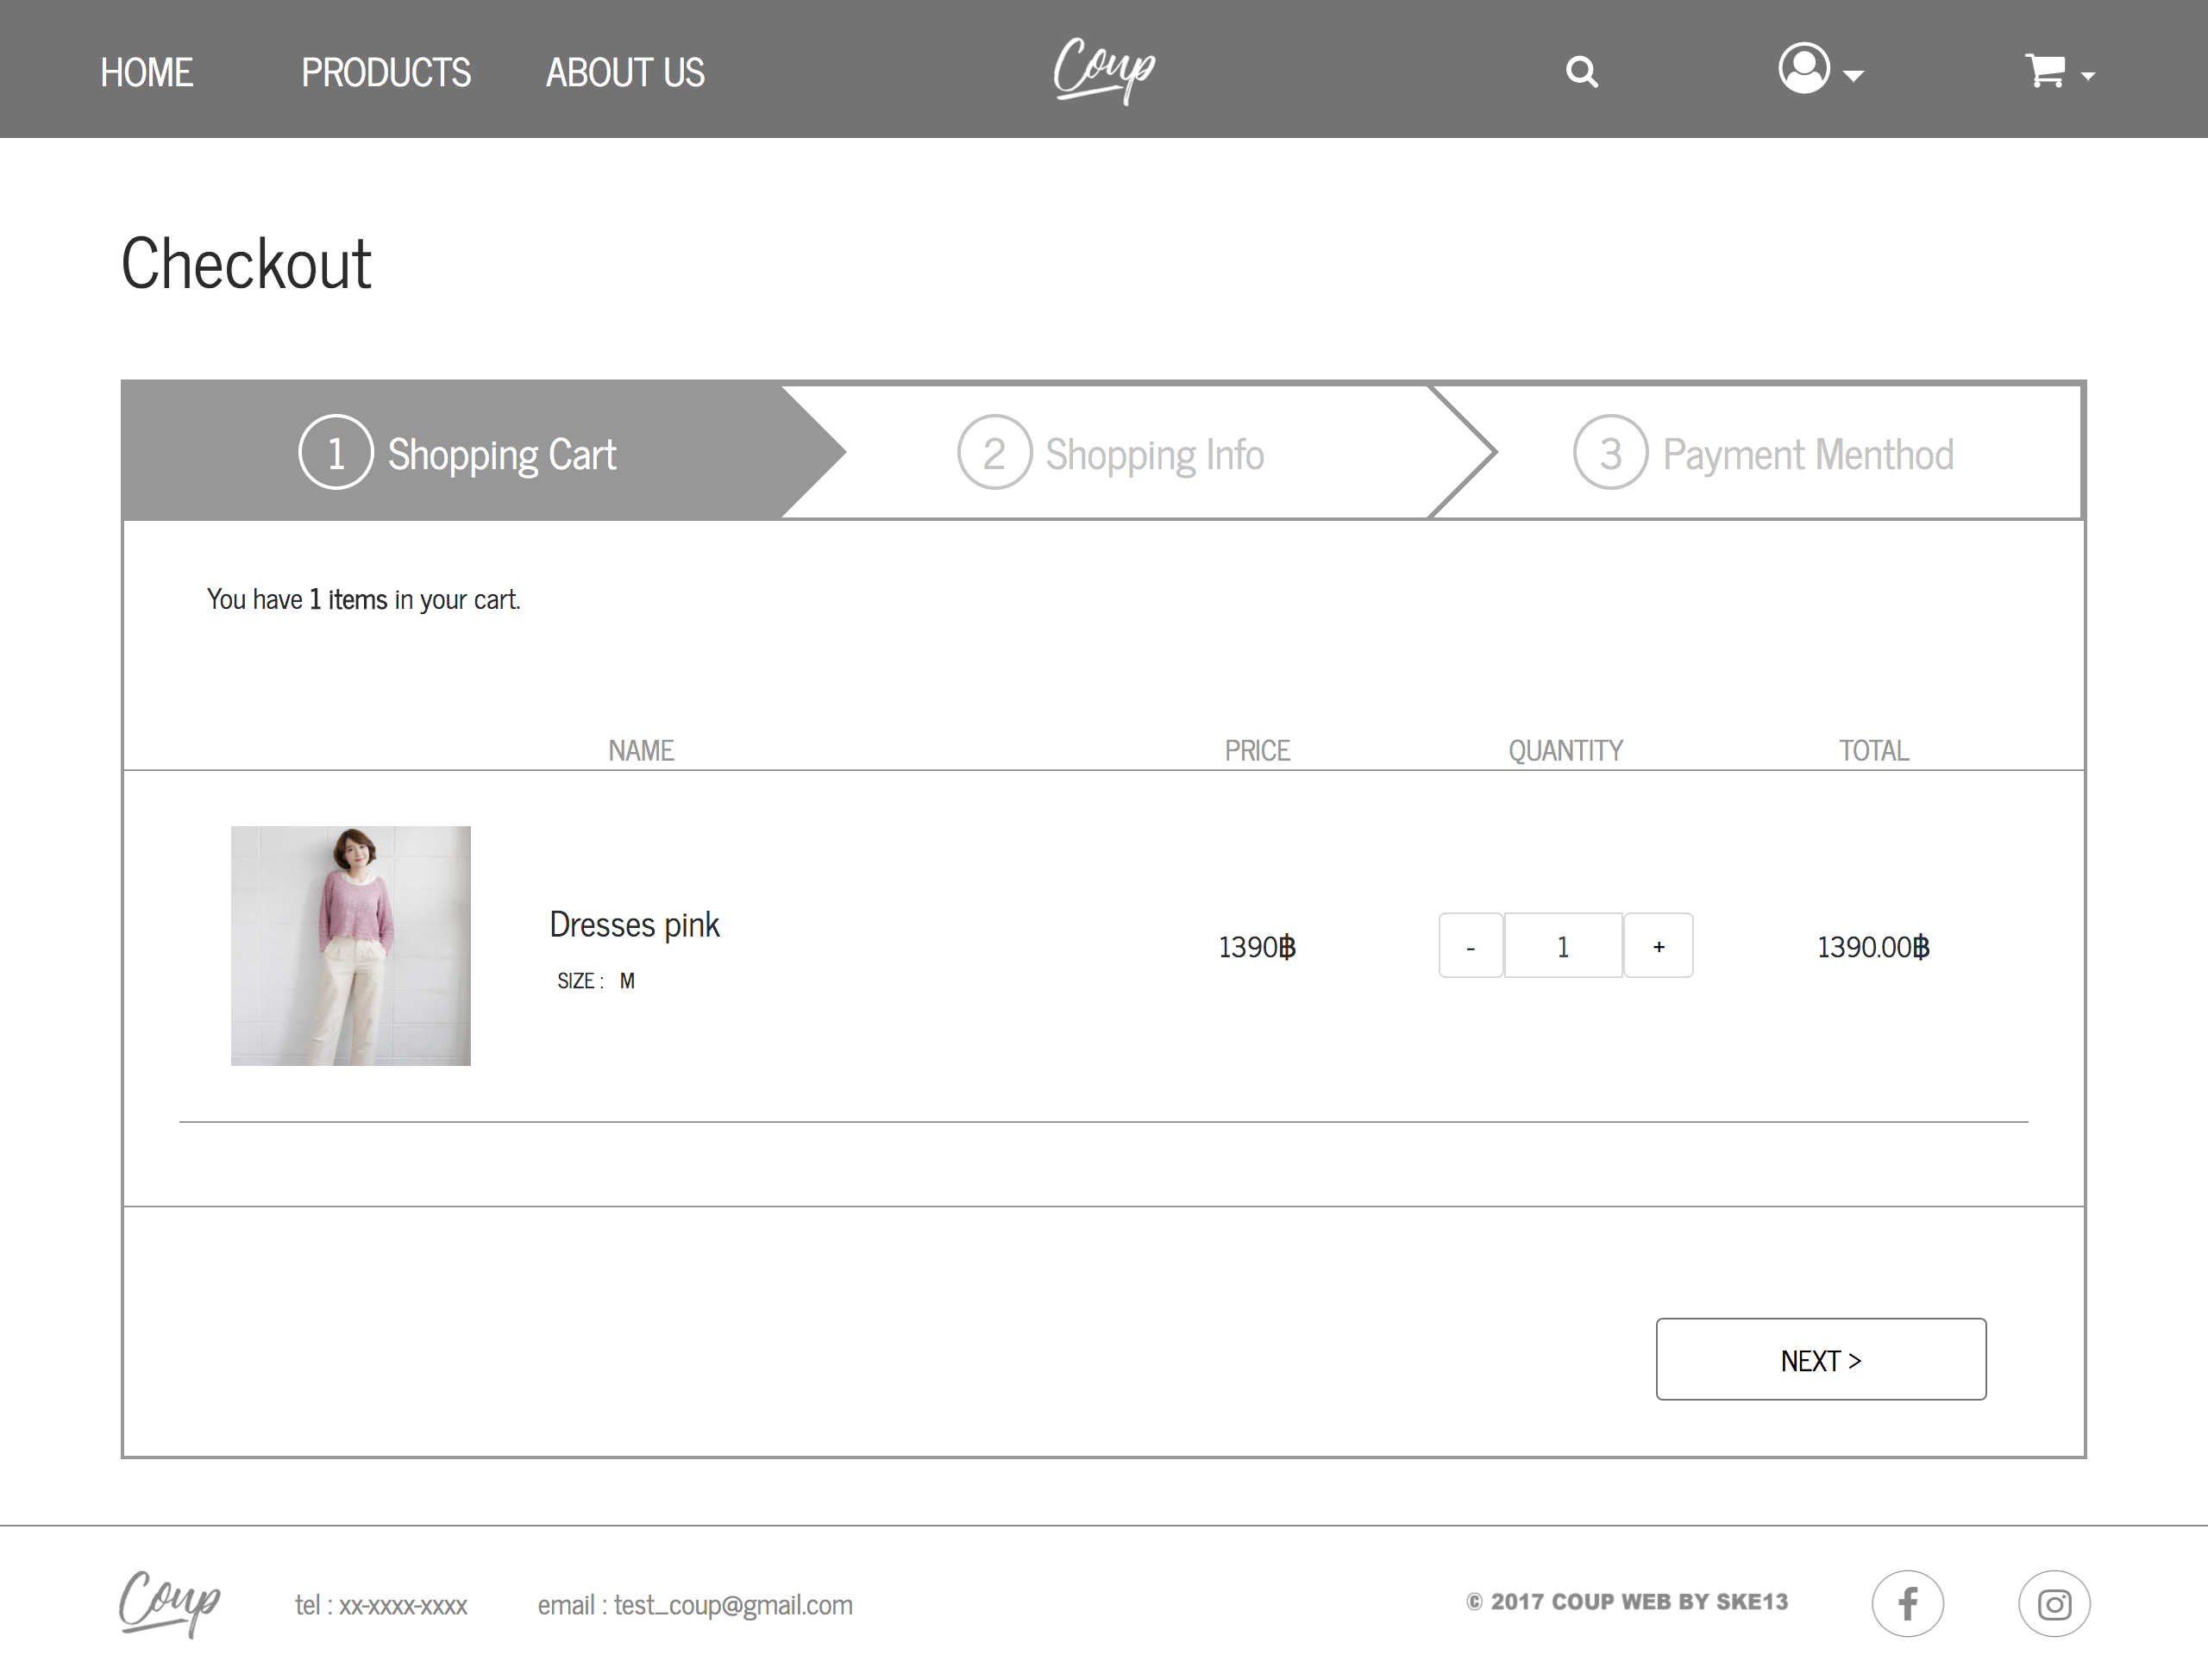 HOME PRODUCTS ABOUT US Coup
Checkout
1 Shopping Cart 2 Shopping Info 3 Payment Menthod
You have 1 items in your cart.
NAME PRICE QUANTITY TOTAL
Dresses pink
1390฿ - 1 + 1390.00฿
SIZE : M
NEXT >
Coup tel : xx-xxxx-xxxx email : test_coup@gmail.com © 2017 COUP WEB BY SKE13